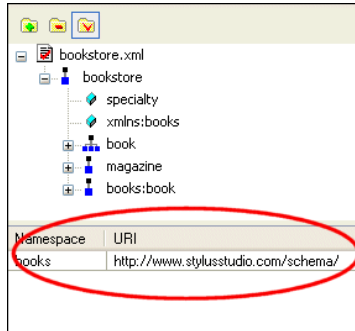 bookstore.xml
bookstore
specialty
xmlns:books
book
magazine
books:book
Namespace URI
books http://www.stylusstudio.com/schema/